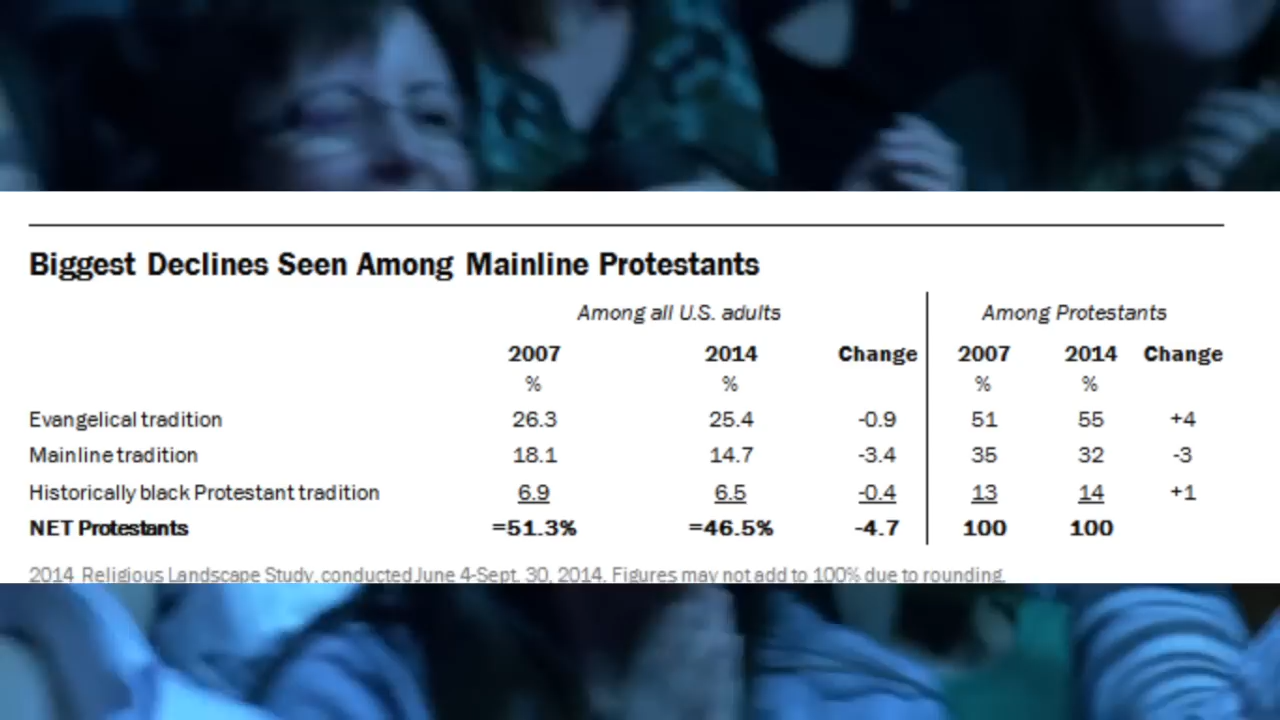 Biggest Declines Seen Among Mainline Protestants
Among all U.S. adults Among Protestants
2007 2014 Change 2007 2014 Change
% % % %
Evangelical tradition 26.3 25.4 -0.9 51 55 +4
Mainline tradition 18.1 14.7 -3.4 35 32 -3
Historically black Protestant tradition 6.9 6.5 -0.4 13 14 +1
NET Protestants =51.3% =46.5% -4.7 100 100
2014 Religious Landscape Study, conducted June 4-Sept. 30, 2014. Figures may not add to 100% due to rounding.